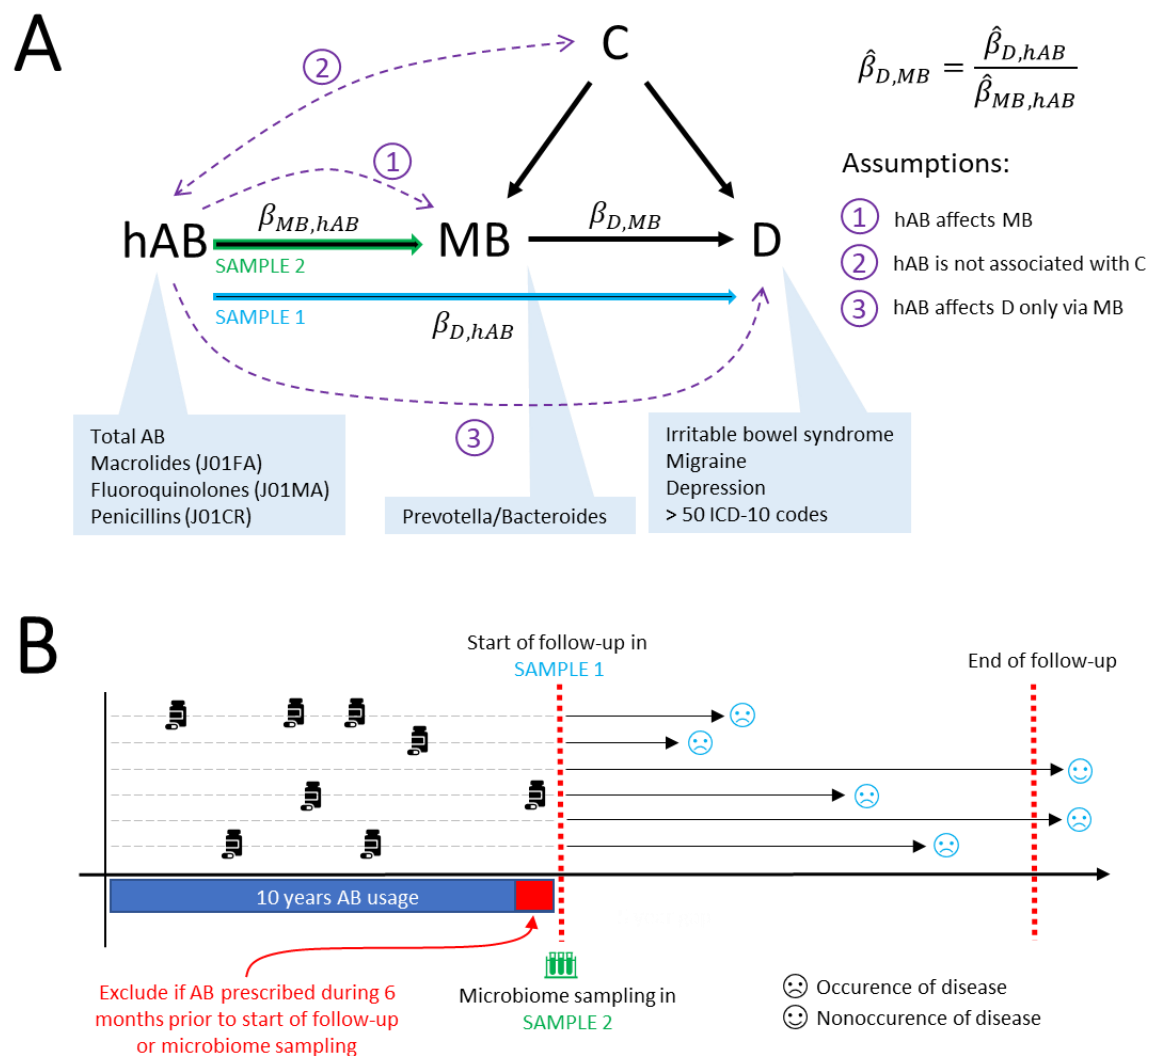 A
C
β̂_{D,MB} = β̂_{D,hAB} / β̂_{MB,hAB}
2
1
Assumptions:
1 hAB affects MB
2 hAB is not associated with C
3 hAB affects D only via MB
β_{MB,hAB}
β_{D,MB}
hAB
MB
D
SAMPLE 2
SAMPLE 1
β_{D,hAB}
3
Total AB
Macrolides (J01FA)
Fluoroquinolones (J01MA)
Penicillins (J01CR)
Prevotella/Bacteroides
Irritable bowel syndrome
Migraine
Depression
> 50 ICD-10 codes
B
Start of follow-up in
SAMPLE 1
End of follow-up
10 years AB usage
Exclude if AB prescribed during 6
months prior to start of follow-up
or microbiome sampling
Microbiome sampling in
SAMPLE 2
Occurence of disease
Nonoccurence of disease